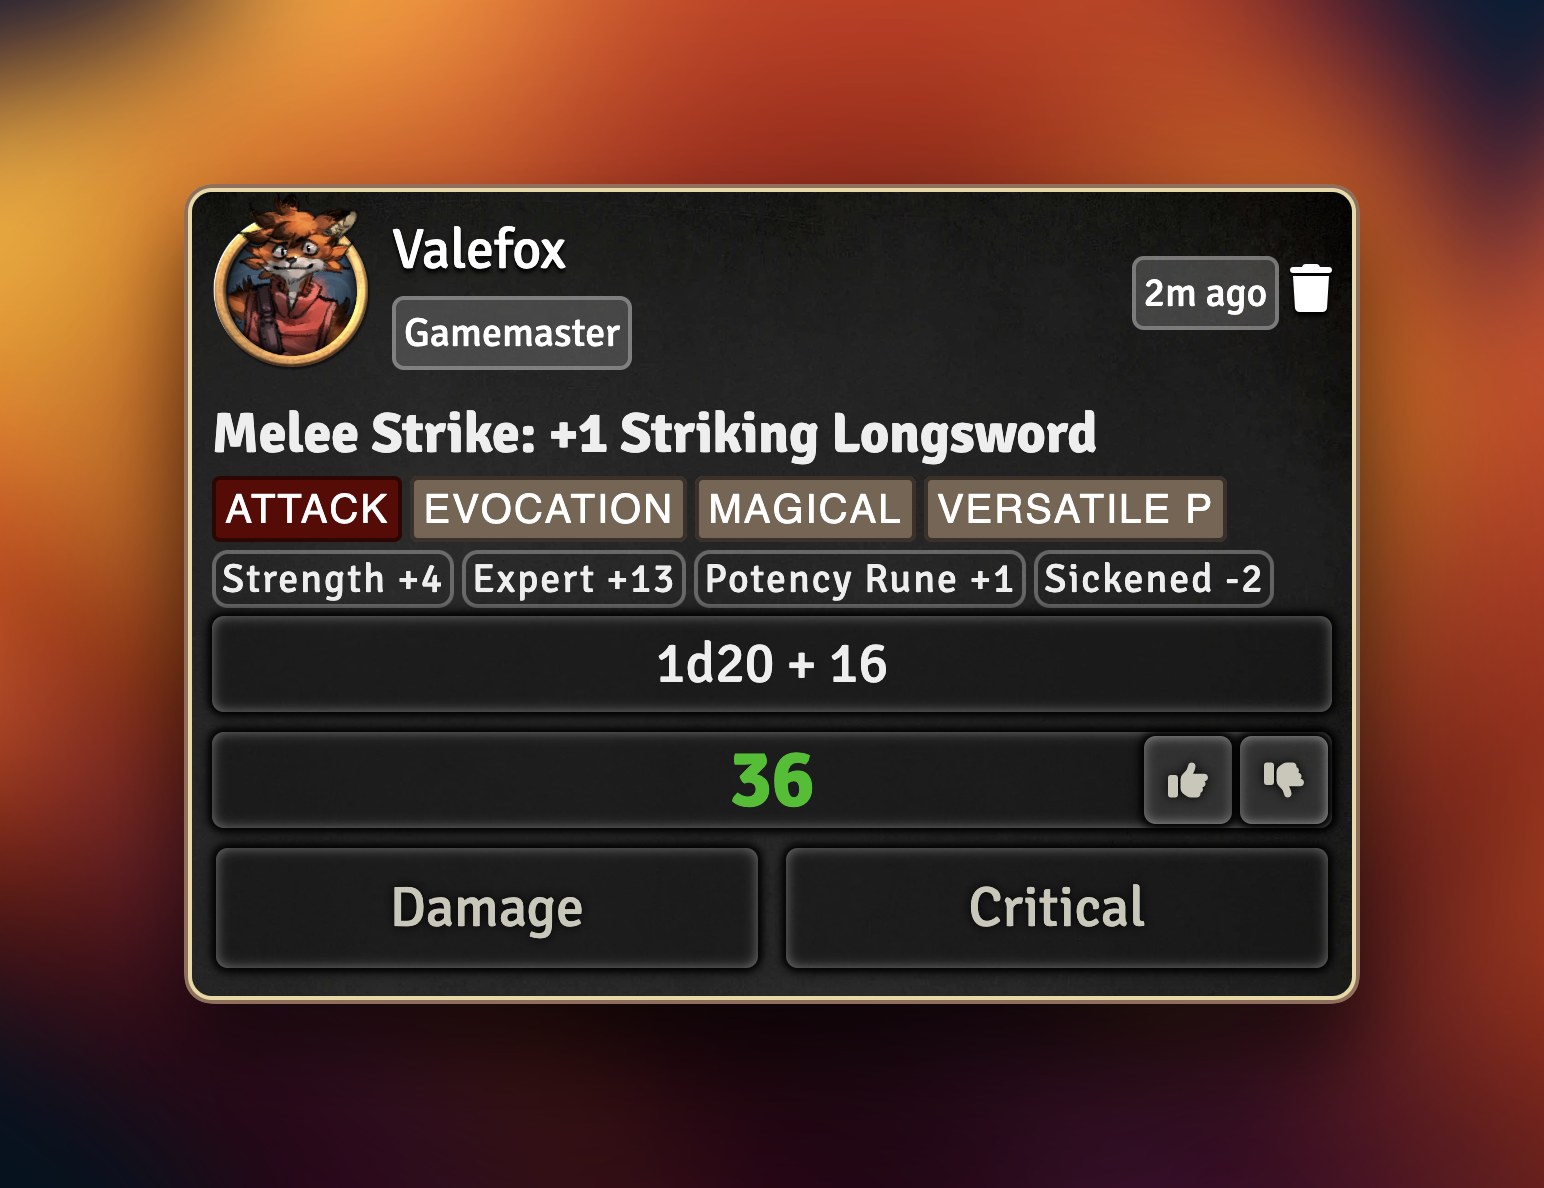 Valefox
Gamemaster
2m ago
Melee Strike: +1 Striking Longsword
ATTACK EVOCATION MAGICAL VERSATILE P
Strength +4 Expert +13 Potency Rune +1 Sickened -2
1d20 + 16
36
Damage Critical